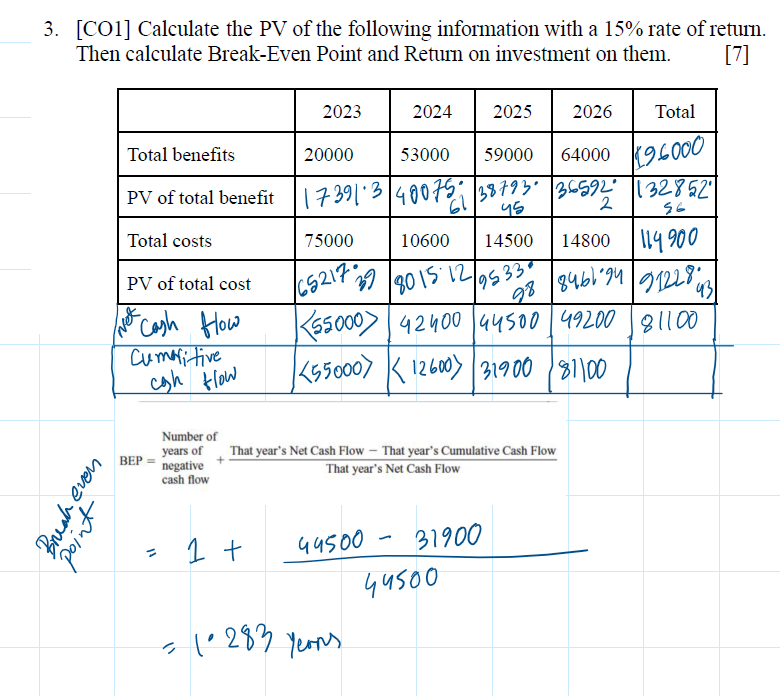 3. [CO1] Calculate the PV of the following information with a 15% rate of return.
Then calculate Break-Even Point and Return on investment on them. [7]
2023 2024 2025 2026 Total
Total benefits 20000 53000 59000 64000 196000
PV of total benefit 17391.3 40075.61 38793.45 36592.2 132852.56
Total costs 75000 10600 14500 14800 114900
PV of total cost 65217.39 8015.12 9533.98 8461.94 91228.43
Net Cash flow <55000> 42400 44500 49200 81100
Cumulitive cash flow <55000> <12600> 31900 81100
Break even point
BEP = Number of years of negative cash flow + That year's Net Cash Flow – That year's Cumulative Cash Flow
That year's Net Cash Flow
= 1 + 44500 - 31900
44500
= 1.283 years